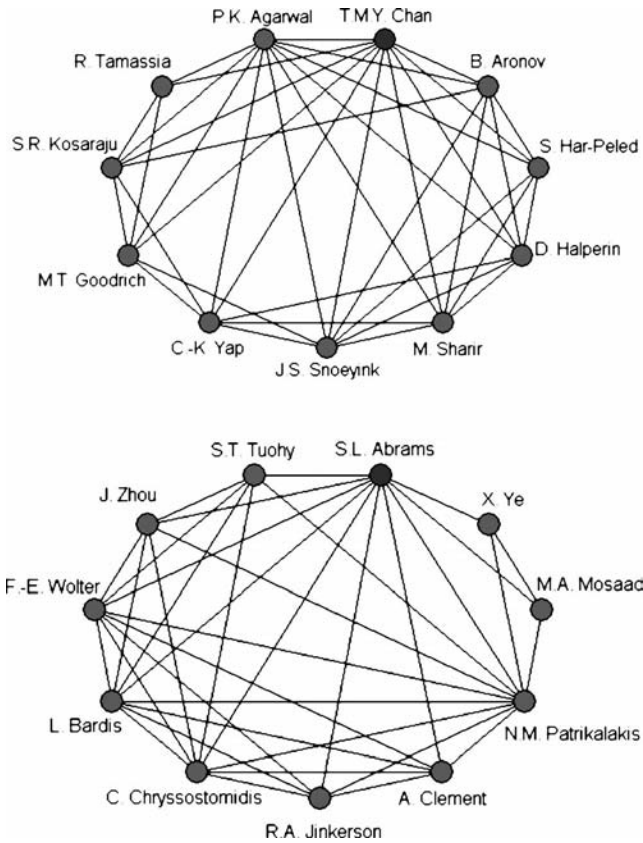 P.K. Agarwal
T.M.Y. Chan
R. Tamassia
B. Aronov
S.R. Kosaraju
S. Har-Peled
M.T. Goodrich
D. Halperin
C.-K. Yap
M. Sharir
J.S. Snoeyink
S.T. Tuohy
S.L. Abrams
J. Zhou
X. Ye
F.-E. Wolter
M.A. Mosaad
L. Bardis
N.M. Patrikalakis
C. Chryssostomidis
A. Clement
R.A. Jinkerson